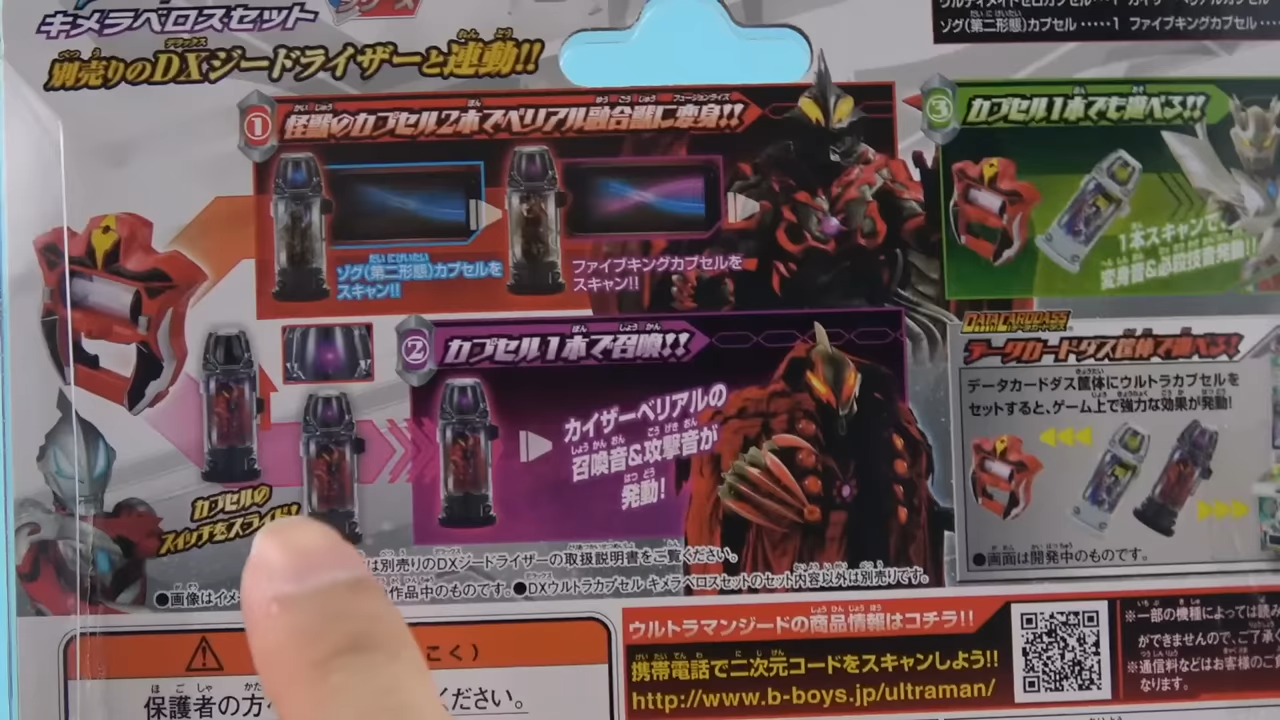 キメラベロスセット
別売りのDXジードライザーと連動!!
ゾグ(第二形態)カプセル‥‥‥1 ファイブキングカプセル
① 怪獣のカプセル2本でベリアル融合獣に変身!!
ゾグ(第二形態)カプセルを
スキャン!!
ファイブキングカプセルを
スキャン!!
③ カプセル1本でも遊べる!!
1本スキャンで、
変身音&必殺技音発動!!
② カプセル1本で召喚!!
カイザーベリアルの
召喚音&攻撃音が
発動!
カプセルの
スイッチをスライド!
DATA CARDDASS
データカードダス筐体で遊べる!
データカードダス筐体にウルトラカプセルを
セットすると、ゲーム上で強力な効果が発動!
●画面は開発中のものです。
は別売りのDXジードライザーの取扱説明書をご覧ください。
●画像はイメ
作品中のものです。●DXウルトラカプセル キメラベロスセットのセット内容以外は別売りです。
ウルトラマンジードの商品情報はコチラ!!
携帯電話で二次元コードをスキャンしよう!!
http://www.b-boys.jp/ultraman/
※一部の機種によっては読み
ができませんので、ご了承
※通信料などはお客様のご負
なります。
こく)
保護者の方へ
ください。